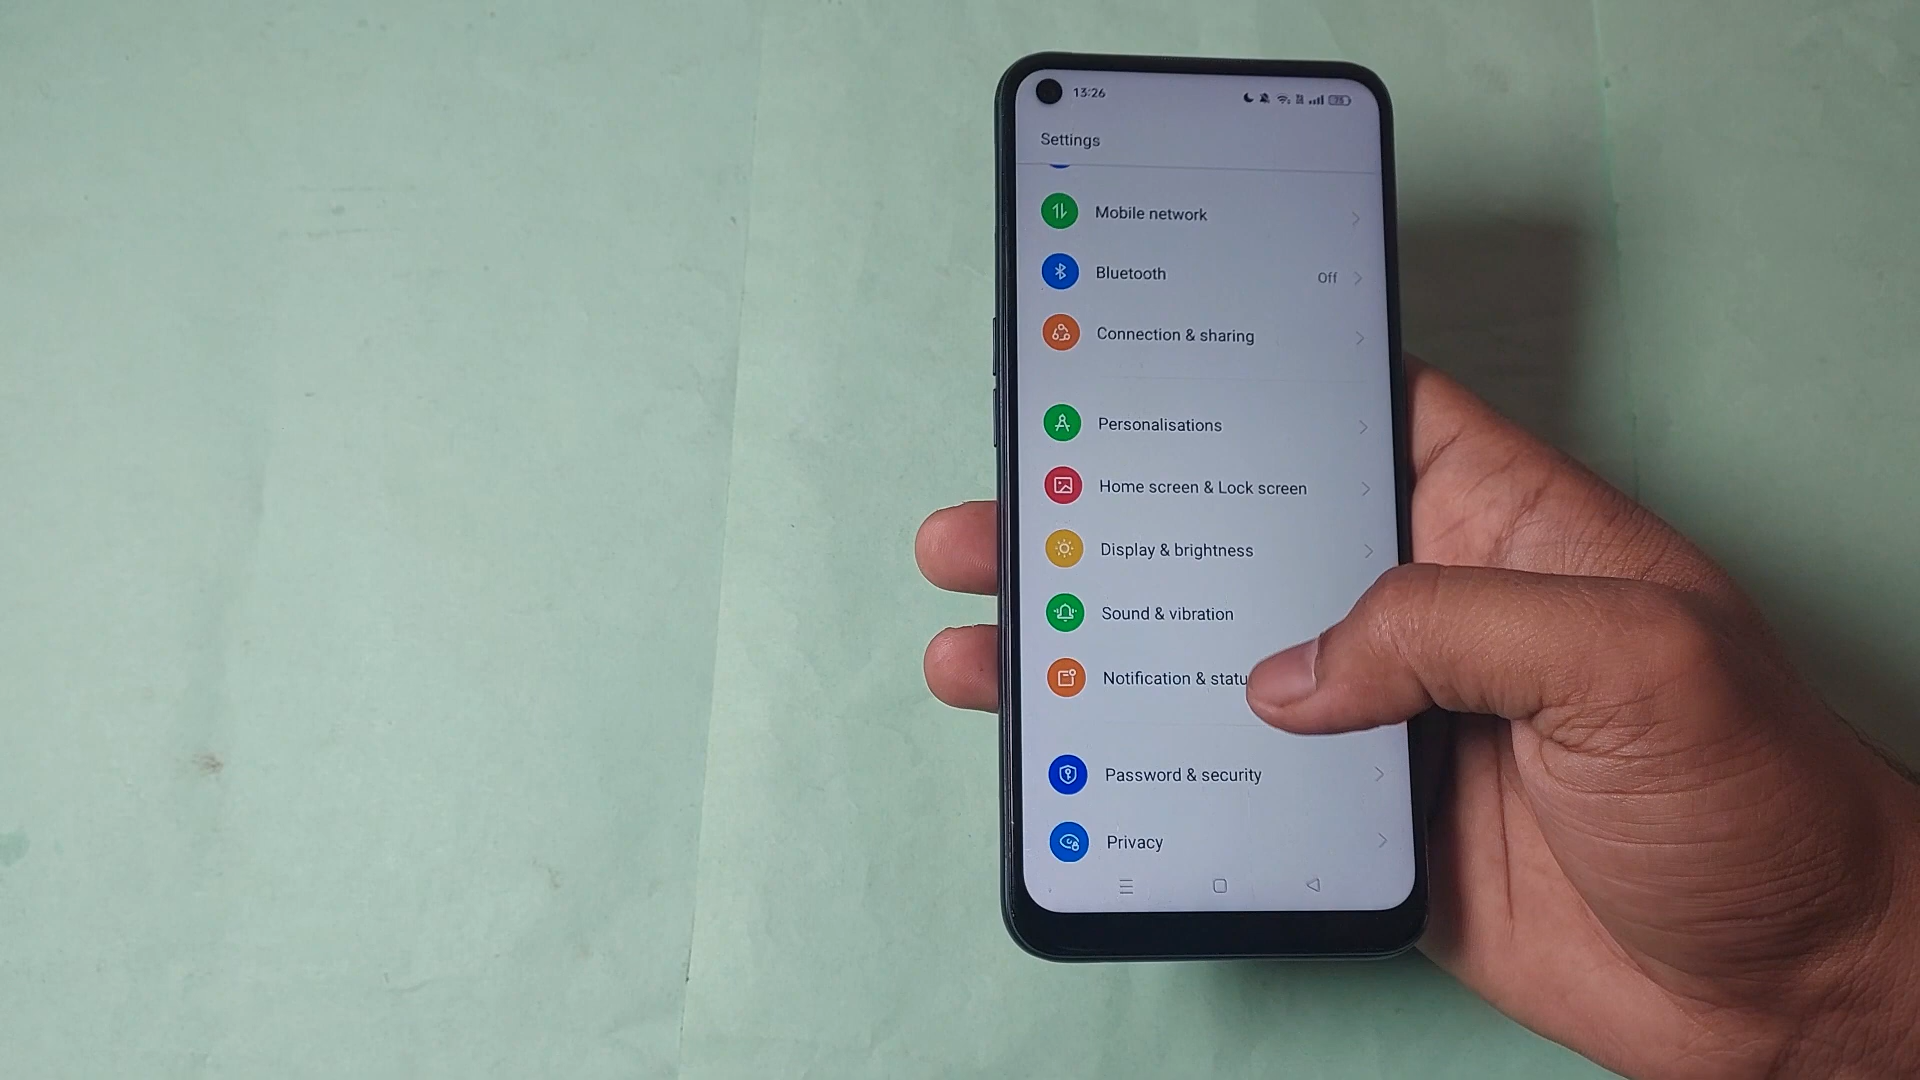 13:26
Settings
Mobile network
Bluetooth Off
Connection & sharing
Personalisations
Home screen & Lock screen
Display & brightness
Sound & vibration
Notification & statu
Password & security
Privacy